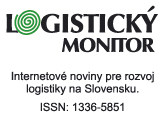 LOGISTICKÝ
MONITOR
Internetové noviny pre rozvoj
logistiky na Slovensku.
ISSN: 1336-5851